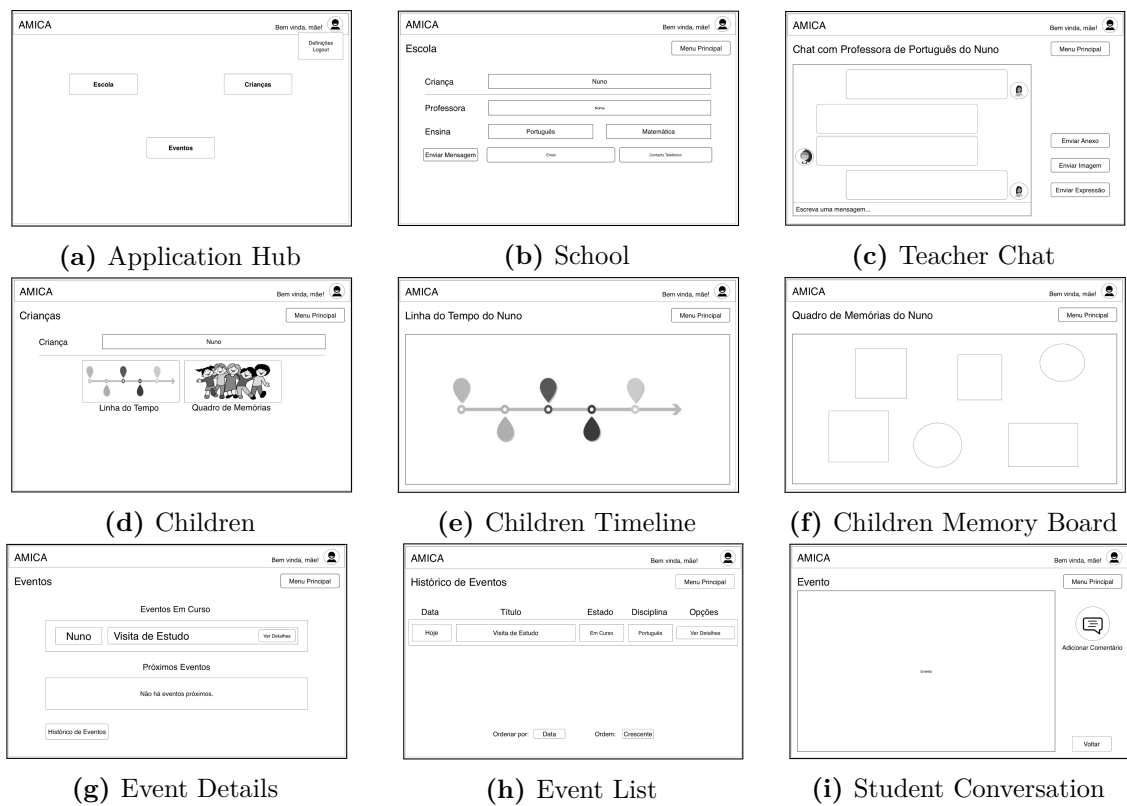 AMICA
Bem vinda, mãe!
Definições
Logout
Escola
Crianças
Eventos
(a) Application Hub
AMICA
Bem vinda, mãe!
Escola
Menu Principal
Criança
Nuno
Professora
Nome
Ensina
Português
Matemática
Enviar Mensagem
Email
Contacto Telefónico
(b) School
AMICA
Bem vinda, mãe!
Chat com Professora de Português do Nuno
Menu Principal
Enviar Anexo
Enviar Imagem
Enviar Expressão
Escreva uma mensagem...
(c) Teacher Chat
AMICA
Bem vinda, mãe!
Crianças
Menu Principal
Criança
Nuno
Linha do Tempo
Quadro de Memórias
(d) Children
AMICA
Bem vinda, mãe!
Linha do Tempo do Nuno
Menu Principal
(e) Children Timeline
AMICA
Bem vinda, mãe!
Quadro de Memórias do Nuno
Menu Principal
(f) Children Memory Board
AMICA
Bem vinda, mãe!
Eventos
Menu Principal
Eventos Em Curso
Nuno
Visita de Estudo
Ver Detalhes
Próximos Eventos
Não há eventos próximos.
Histórico de Eventos
(g) Event Details
AMICA
Bem vinda, mãe!
Histórico de Eventos
Menu Principal
Data Título Estado Disciplina Opções
Hoje Visita de Estudo Em Curso Português Ver Detalhes
Ordenar por: Data Ordem: Crescente
(h) Event List
AMICA
Bem vinda, mãe!
Evento
Menu Principal
Adicionar Comentário
Evento
Voltar
(i) Student Conversation